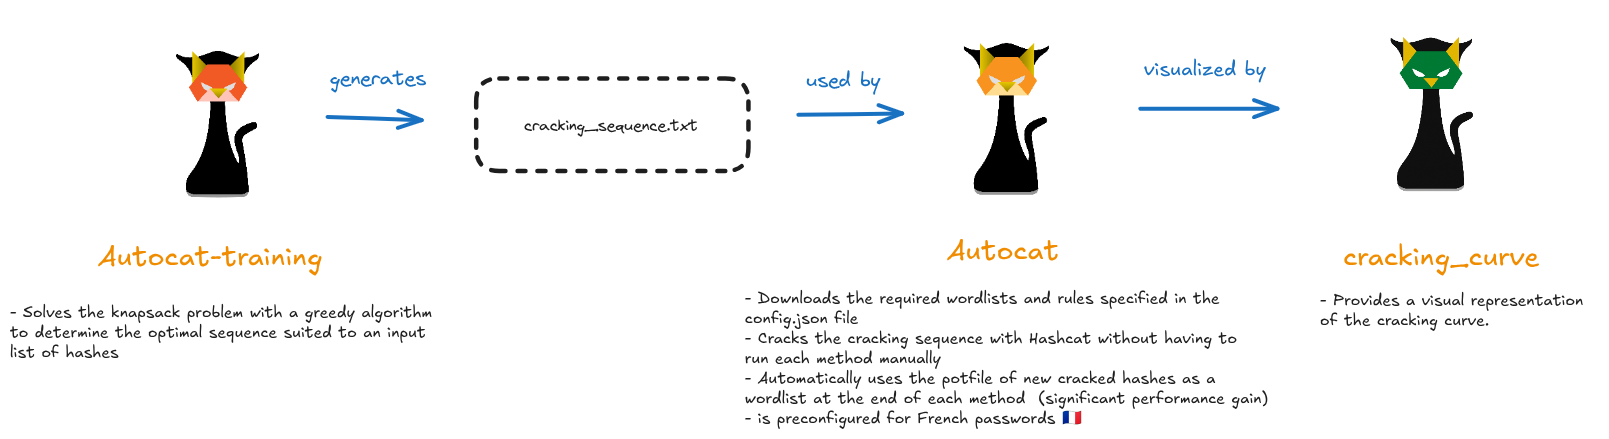 generates
cracking_sequence.txt
used by
visualized by
Autocat-training
- Solves the knapsack problem with a greedy algorithm
to determine the optimal sequence suited to an input
list of hashes
Autocat
- Downloads the required wordlists and rules specified in the
config.json file
- Cracks the cracking sequence with Hashcat without having to
run each method manually
- Automatically uses the potfile of new cracked hashes as a
wordlist at the end of each method (significant performance gain)
- is preconfigured for French passwords 🇫🇷
cracking_curve
- Provides a visual representation
of the cracking curve.